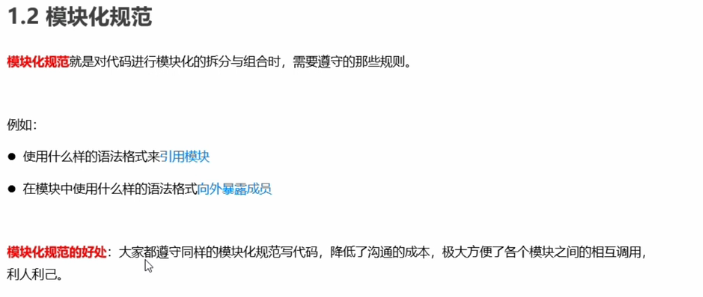 1.2 模块化规范
模块化规范就是对代码进行模块化的拆分与组合时，需要遵守的那些规则。
例如：
● 使用什么样的语法格式来引用模块
● 在模块中使用什么样的语法格式向外暴露成员
模块化规范的好处：大家都遵守同样的模块化规范写代码，降低了沟通的成本，极大方便了各个模块之间的相互调用，
利人利己。